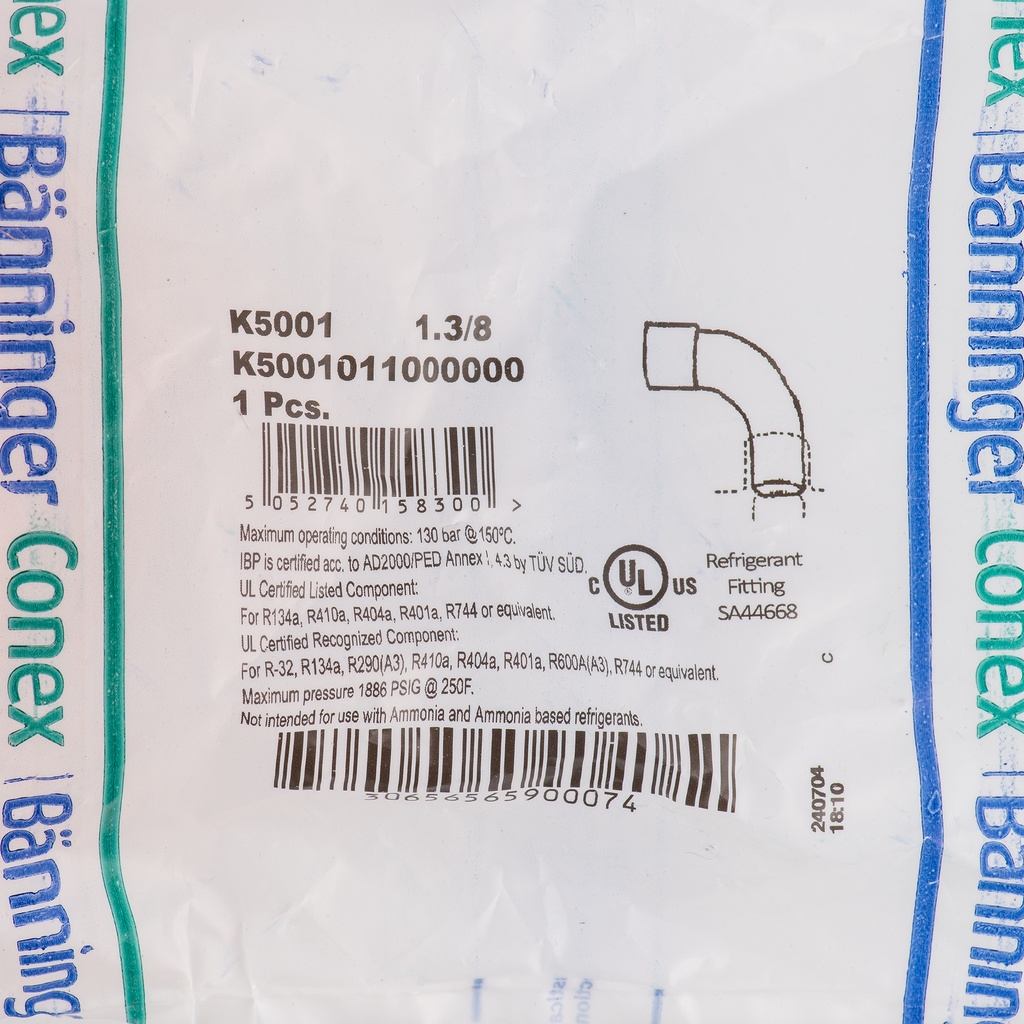 K5001 1.3/8
K5001011000000
1 Pcs.
5 052740 158300 >
Maximum operating conditions: 130 bar @ 150°C.
IBP is certified acc. to AD2000/PED Annex I, 4.3 by TÜV SÜD.
UL Certified Listed Component:
For R134a, R410a, R404a, R401a, R744 or equivalent.
UL Certified Recognized Component:
For R-32, R134a, R290(A3), R410a, R404a, R401a, R600A(A3), R744 or equivalent.
Maximum pressure 1886 PSIG @ 250F.
Not intended for use with Ammonia and Ammonia based refrigerants.
C UL US
LISTED
Refrigerant
Fitting
SA44668
C
30656565900074
240704
18:10
nex | Bänninger Conex | Bänning
nex | Bänninger Conex | Bänning